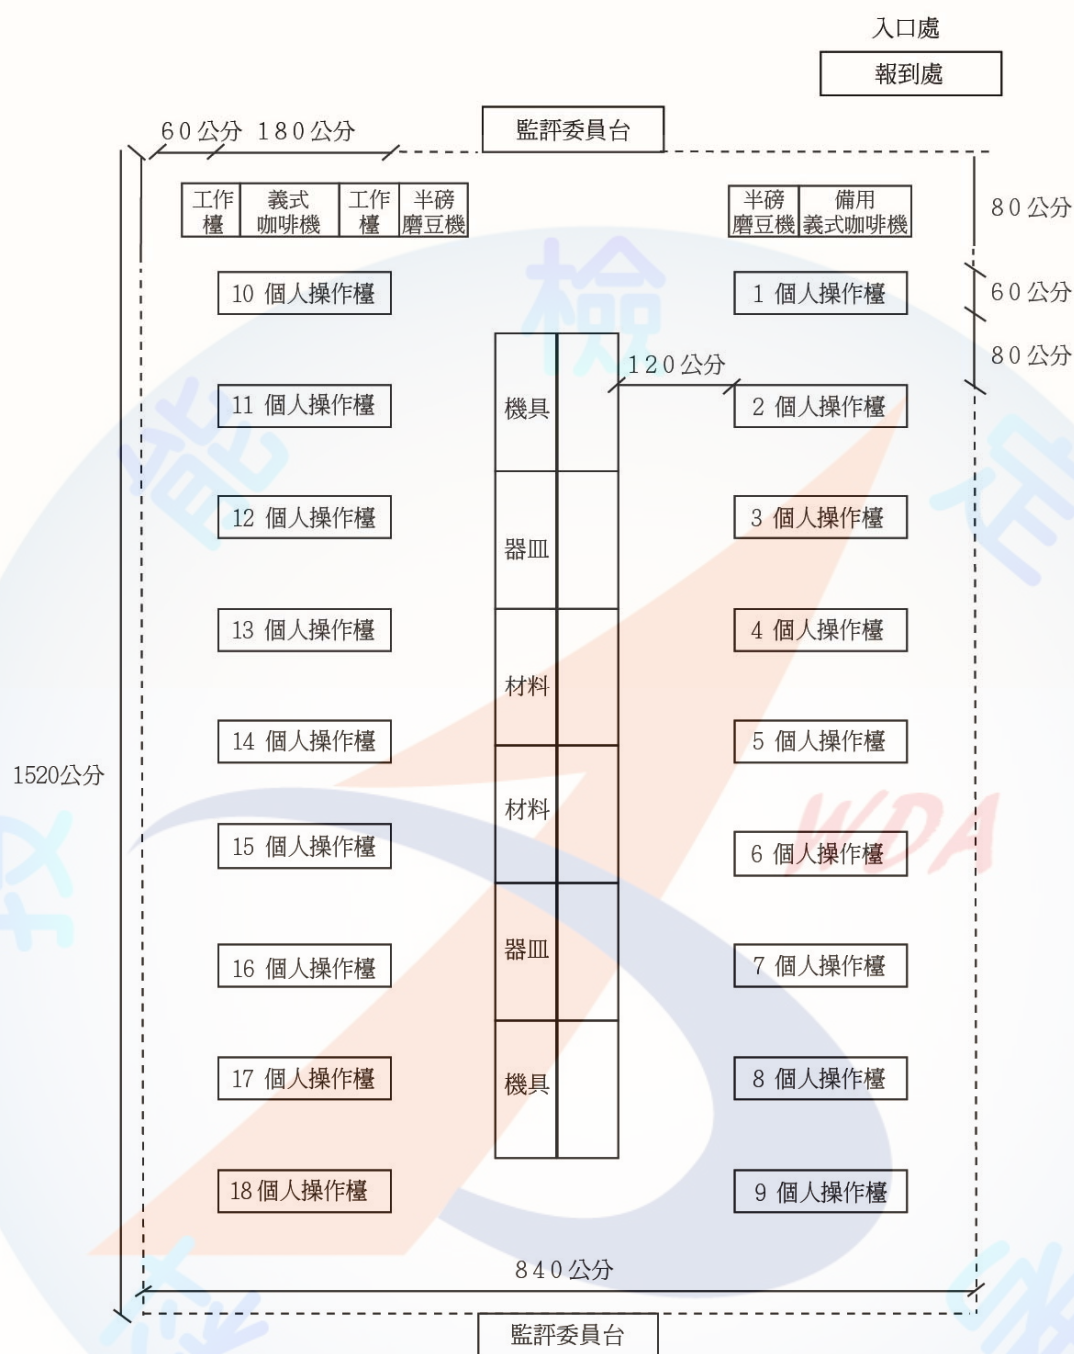 入口處
報到處
監評委員台
60公分 180公分
工作檯
義式咖啡機
工作檯
半磅磨豆機
半磅磨豆機
備用義式咖啡機
80公分
10 個人操作檯
1 個人操作檯
60公分
80公分
120公分
11 個人操作檯
機具
2 個人操作檯
12 個人操作檯
器皿
3 個人操作檯
13 個人操作檯
材料
4 個人操作檯
14 個人操作檯
5 個人操作檯
1520公分
材料
15 個人操作檯
6 個人操作檯
16 個人操作檯
器皿
7 個人操作檯
17 個人操作檯
機具
8 個人操作檯
18個人操作檯
9 個人操作檯
840公分
監評委員台
技能檢定
WDA